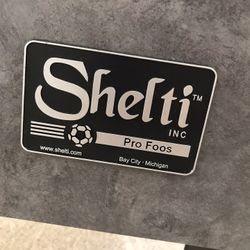 Shelti™
INC
Pro Foos
www.shelti.com
Bay City - Michigan